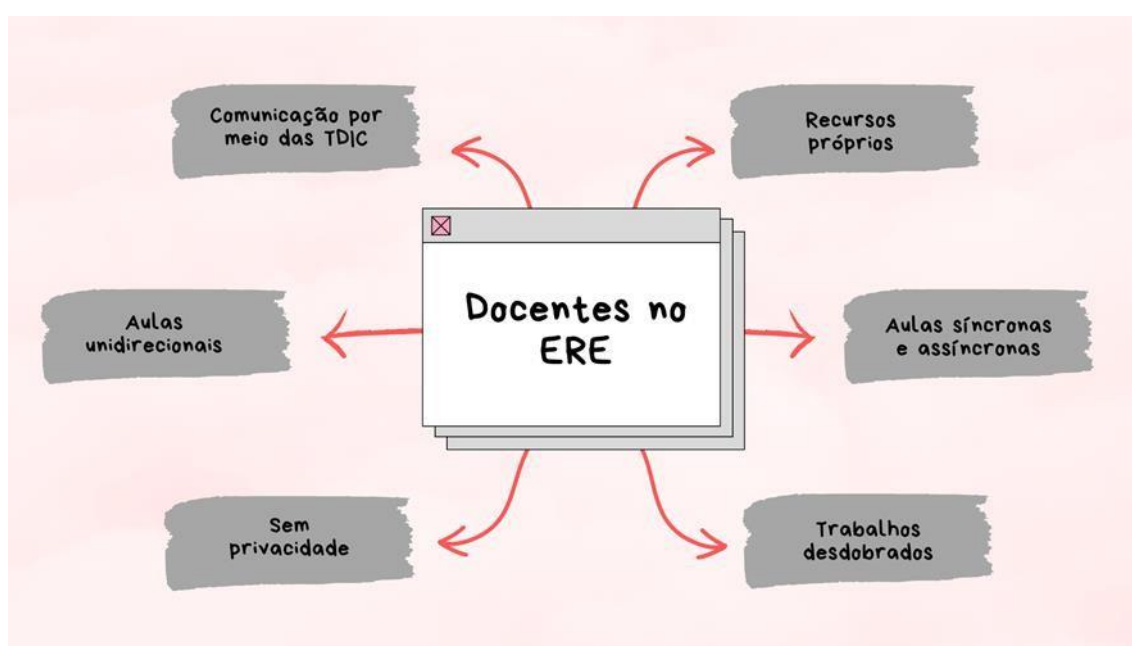 Comunicação por
meio das TDIC
Recursos
próprios
Docentes no
ERE
Aulas
unidirecionais
Aulas síncronas
e assíncronas
Sem
privacidade
Trabalhos
desdobrados